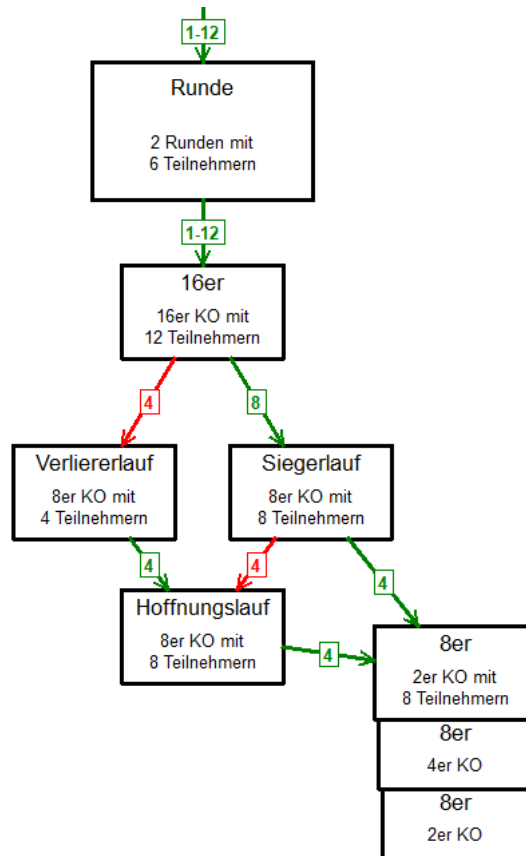 1-12
Runde
2 Runden mit
6 Teilnehmern
1-12
16er
16er KO mit
12 Teilnehmern
4
8
Verliererlauf
8er KO mit
4 Teilnehmern
Siegerlauf
8er KO mit
8 Teilnehmern
4
4
4
Hoffnungslauf
8er KO mit
8 Teilnehmern
4
8er
2er KO mit
8 Teilnehmern
8er
4er KO
8er
2er KO